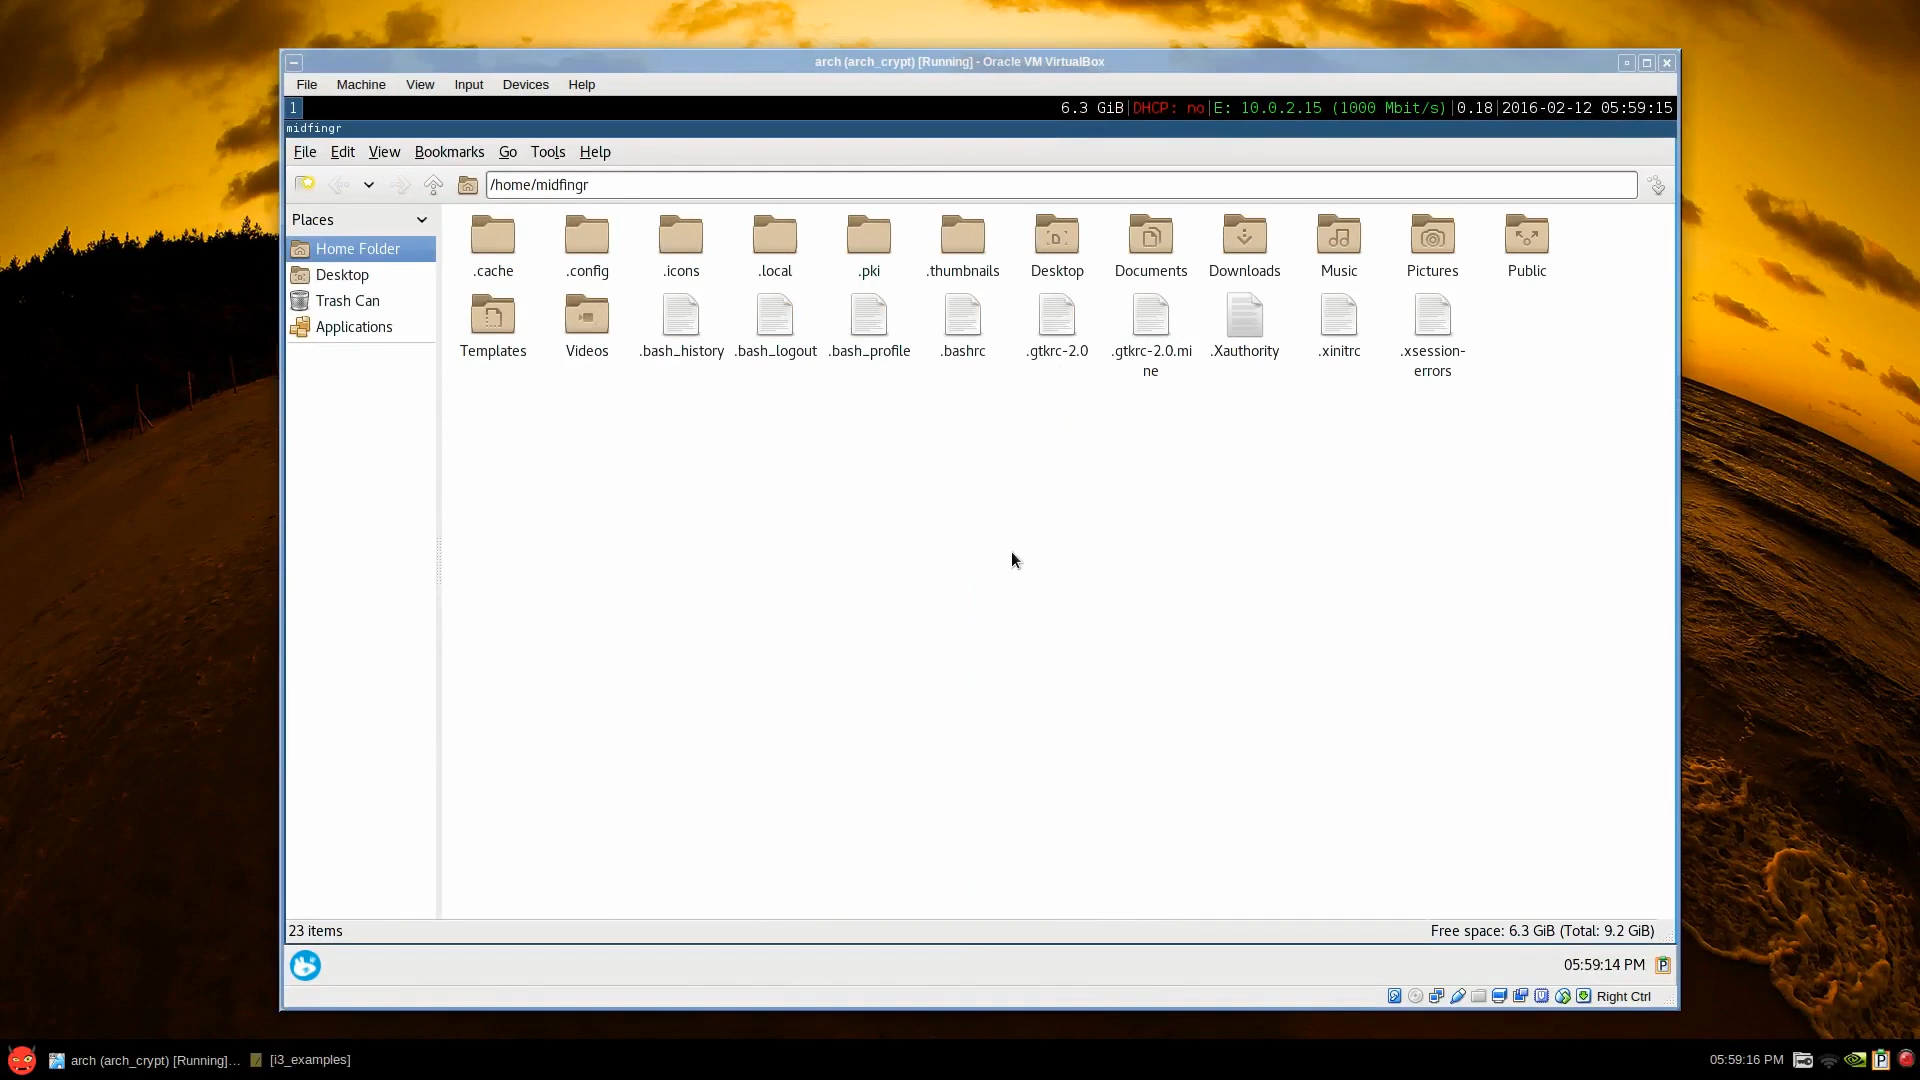 arch (arch_crypt) [Running] - Oracle VM VirtualBox
File Machine View Input Devices Help
1 6.3 GiB|DHCP: no|E: 10.0.2.15 (1000 Mbit/s)|0.18|2016-02-12 05:59:15
midfingr
File Edit View Bookmarks Go Tools Help
/home/midfingr
Places
Home Folder
Desktop
Trash Can
Applications
.cache .config .icons .local .pki .thumbnails Desktop Documents Downloads Music Pictures Public
Templates Videos .bash_history .bash_logout .bash_profile .bashrc .gtkrc-2.0 .gtkrc-2.0.mi .Xauthority .xinitrc .xsession-
ne errors
23 items Free space: 6.3 GiB (Total: 9.2 GiB)
05:59:14 PM P
Right Ctrl
arch (arch_crypt) [Running]... [i3_examples] 05:59:16 PM P